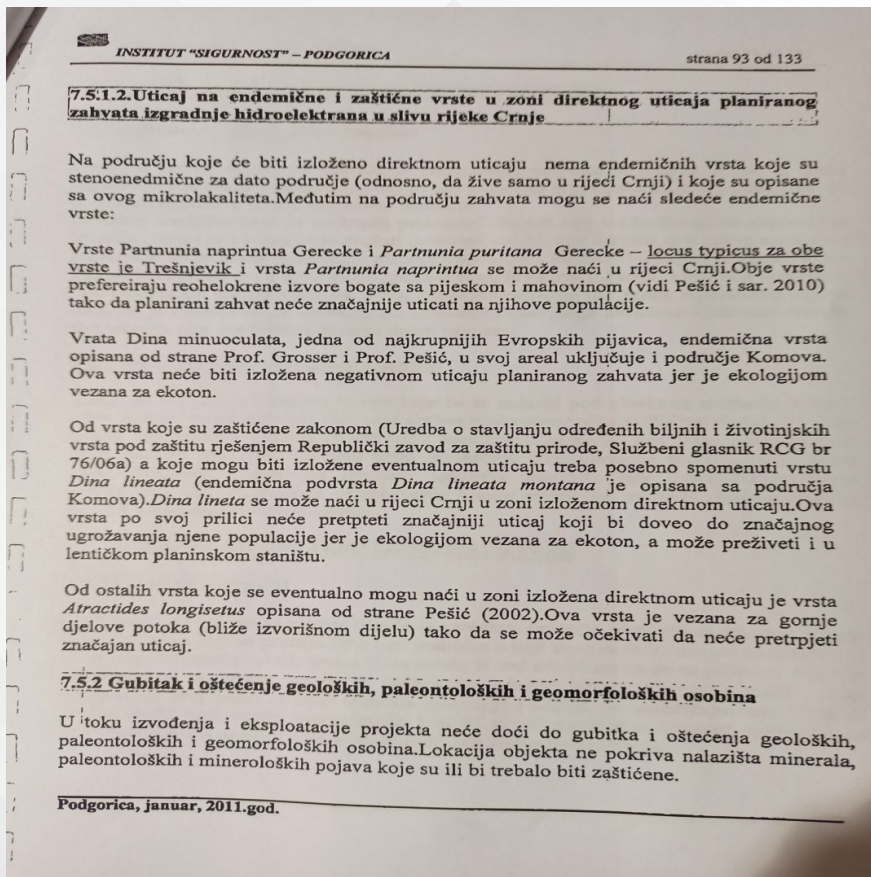 INSTITUT "SIGURNOST" – PODGORICA
strana 93 od 133
7.5.1.2.Uticaj na endemične i zaštićne vrste u zoni direktnog uticaja planiranog
zahvata izgradnje hidroelektrana u slivu rijeke Crnje
Na području koje će biti izloženo direktnom uticaju nema endemičnih vrsta koje su
stenoenedmične za dato područje (odnosno, da žive samo u rijeci Crnji) i koje su opisane
sa ovog mikrolakaliteta.Međutim na području zahvata mogu se naći sledeće endemične
vrste:
Vrste Partnunia naprintua Gerecke i Partnunia puritana Gerecke – locus typicus za obe
vrste je Trešnjevik i vrsta Partnunia naprintua se može naći u rijeci Crnji.Obje vrste
prefereiraju reohelokrene izvore bogate sa pijeskom i mahovinom (vidi Pešić i sar. 2010)
tako da planirani zahvat neće značajnije uticati na njihove populacije.
Vrata Dina minuoculata, jedna od najkrupnijih Evropskih pijavica, endemična vrsta
opisana od strane Prof. Grosser i Prof. Pešić, u svoj areal uključuje i područje Komova.
Ova vrsta neće biti izložena negativnom uticaju planiranog zahvata jer je ekologijom
vezana za ekoton.
Od vrsta koje su zaštićene zakonom (Uredba o stavljanju određenih biljnih i životinjskih
vrsta pod zaštitu rješenjem Republički zavod za zaštitu prirode, Službeni glasnik RCG br
76/06a) a koje mogu biti izložene eventualnom uticaju treba posebno spomenuti vrstu
Dina lineata (endemična podvrsta Dina lineata montana je opisana sa područja
Komova).Dina lineta se može naći u rijeci Crnji u zoni izloženom direktnom uticaju.Ova
vrsta po svoj prilici neće pretpteti značajniji uticaj koji bi doveo do značajnog
ugrožavanja njene populacije jer je ekologijom vezana za ekoton, a može preživeti i u
lentičkom planinskom staništu.
Od ostalih vrsta koje se eventualno mogu naći u zoni izložena direktnom uticaju je vrsta
Atractides longisetus opisana od strane Pešić (2002).Ova vrsta je vezana za gornje
djelove potoka (bliže izvorišnom dijelu) tako da se može očekivati da neće pretrpjeti
značajan uticaj.
7.5.2 Gubitak i oštećenje geoloških, paleontoloških i geomorfoloških osobina
U toku izvođenja i eksploatacije projekta neće doći do gubitka i oštećenja geoloških,
paleontoloških i geomorfoloških osobina.Lokacija objekta ne pokriva nalazišta minerala,
paleontoloških i mineroloških pojava koje su ili bi trebalo biti zaštićene.
Podgorica, januar, 2011.god.